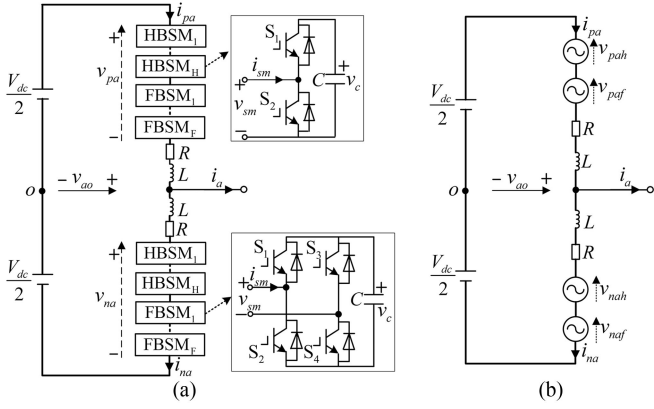 i_pa
HBSM_1
HBSM_H
FBSM_1
FBSM_F
+
v_pa
−
V_dc/2
R
L
o
− v_ao +
i_a
L
R
V_dc/2
HBSM_1
HBSM_H
FBSM_1
FBSM_F
+
v_na
−
i_na
S_1
i_sm
+
v_sm
−
S_2
C
+
v_c
S_1
S_3
i_sm
+
v_sm
−
S_2
S_4
C
+
v_c
(a)
i_pa
v_pah
v_paf
V_dc/2
R
L
o
− v_ao +
i_a
L
R
V_dc/2
v_nah
v_naf
i_na
(b)